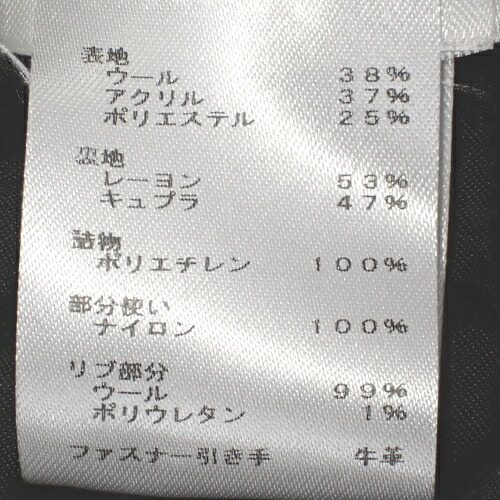 表地
ウール 38%
アクリル 37%
ポリエステル 25%
裏地
レーヨン 53%
キュプラ 47%
詰物
ポリエチレン 100%
部分使い
ナイロン 100%
リブ部分
ウール 99%
ポリウレタン 1%
ファスナー引き手 牛革